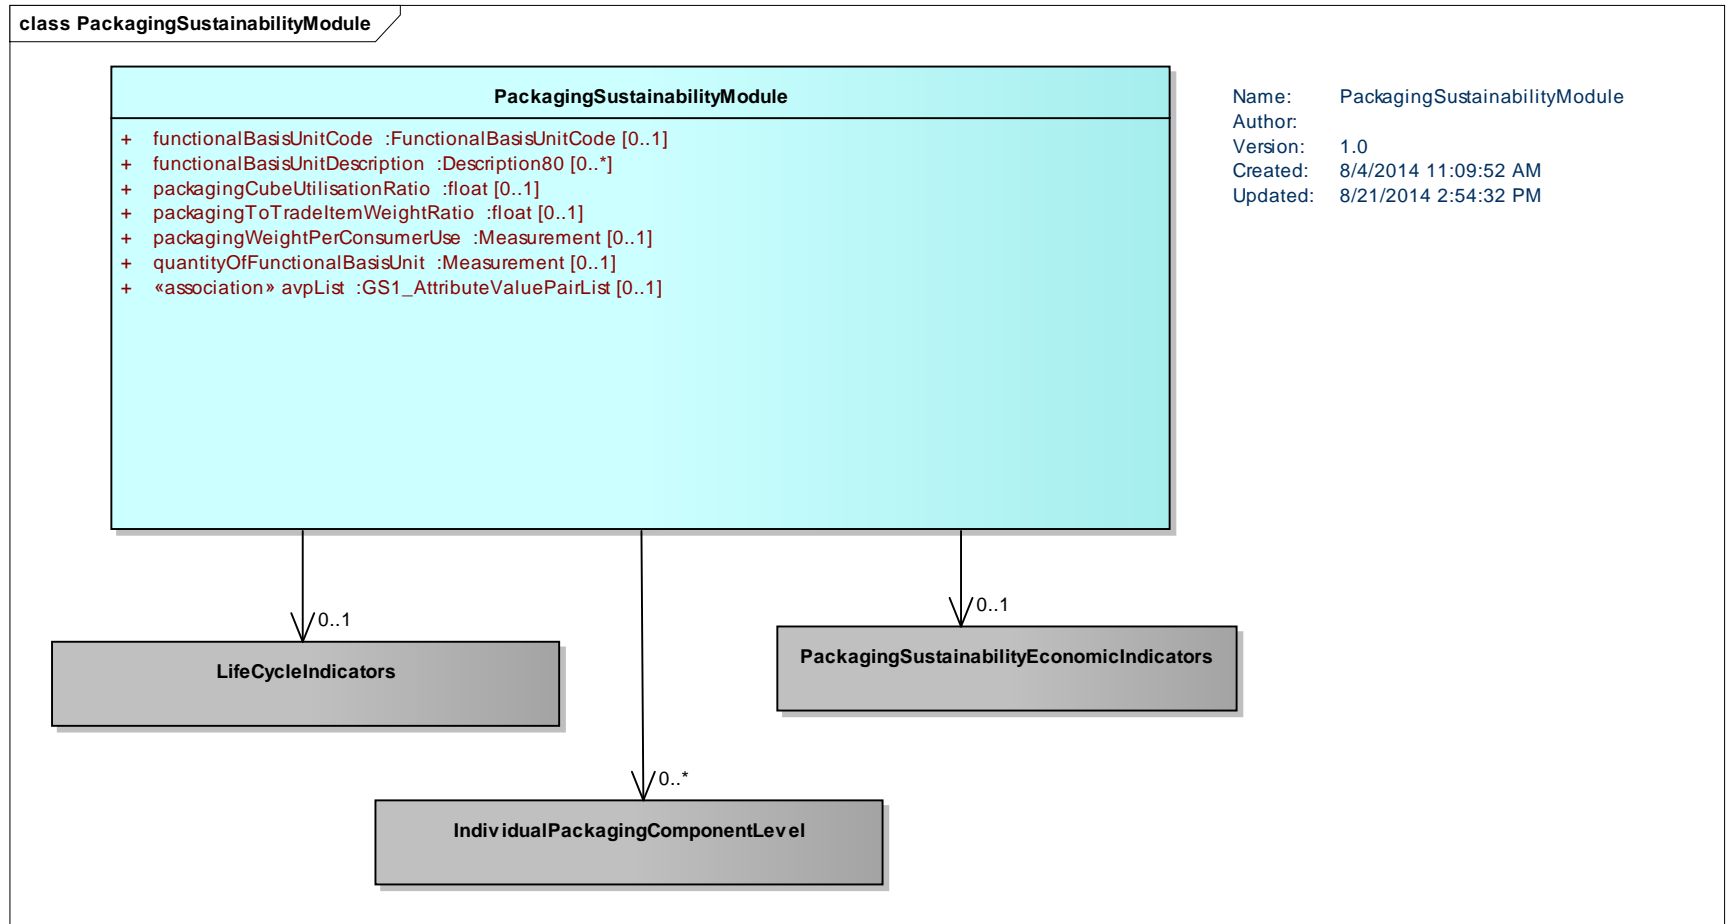 class PackagingSustainabilityModule
PackagingSustainabilityModule
+ functionalBasisUnitCode :FunctionalBasisUnitCode [0..1]
+ functionalBasisUnitDescription :Description80 [0..*]
+ packagingCubeUtilisationRatio :float [0..1]
+ packagingToTradeItemWeightRatio :float [0..1]
+ packagingWeightPerConsumerUse :Measurement [0..1]
+ quantityOfFunctionalBasisUnit :Measurement [0..1]
+ «association» avpList :GS1_AttributeValuePairList [0..1]
Name: PackagingSustainabilityModule
Author:
Version: 1.0
Created: 8/4/2014 11:09:52 AM
Updated: 8/21/2014 2:54:32 PM
0..1
0..1
LifeCycleIndicators
PackagingSustainabilityEconomicIndicators
0..*
IndividualPackagingComponentLevel